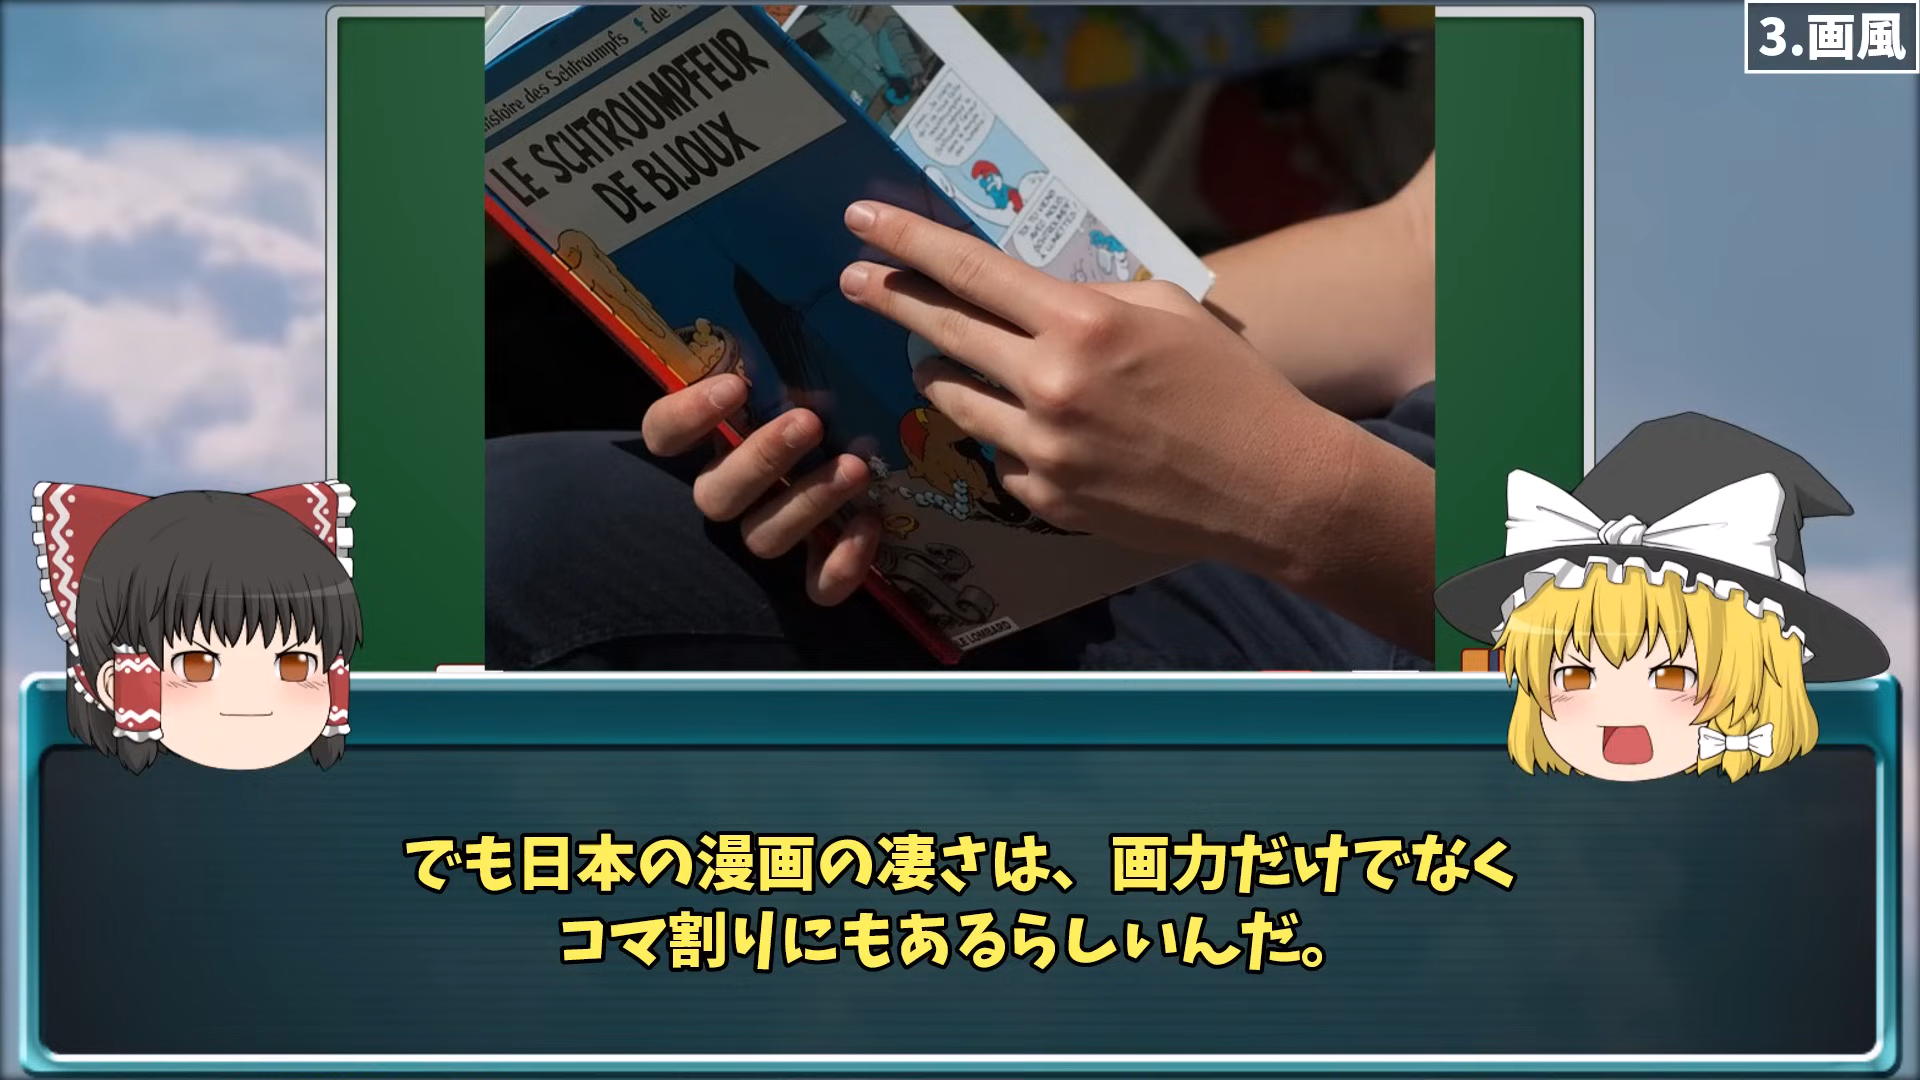 3.画風
histoire des Schtroumpfs de
LE SCHTROUMPFEUR
DE BIJOUX
LE LOMBARD
でも日本の漫画の凄さは、画力だけでなく
コマ割りにもあるらしいんだ。